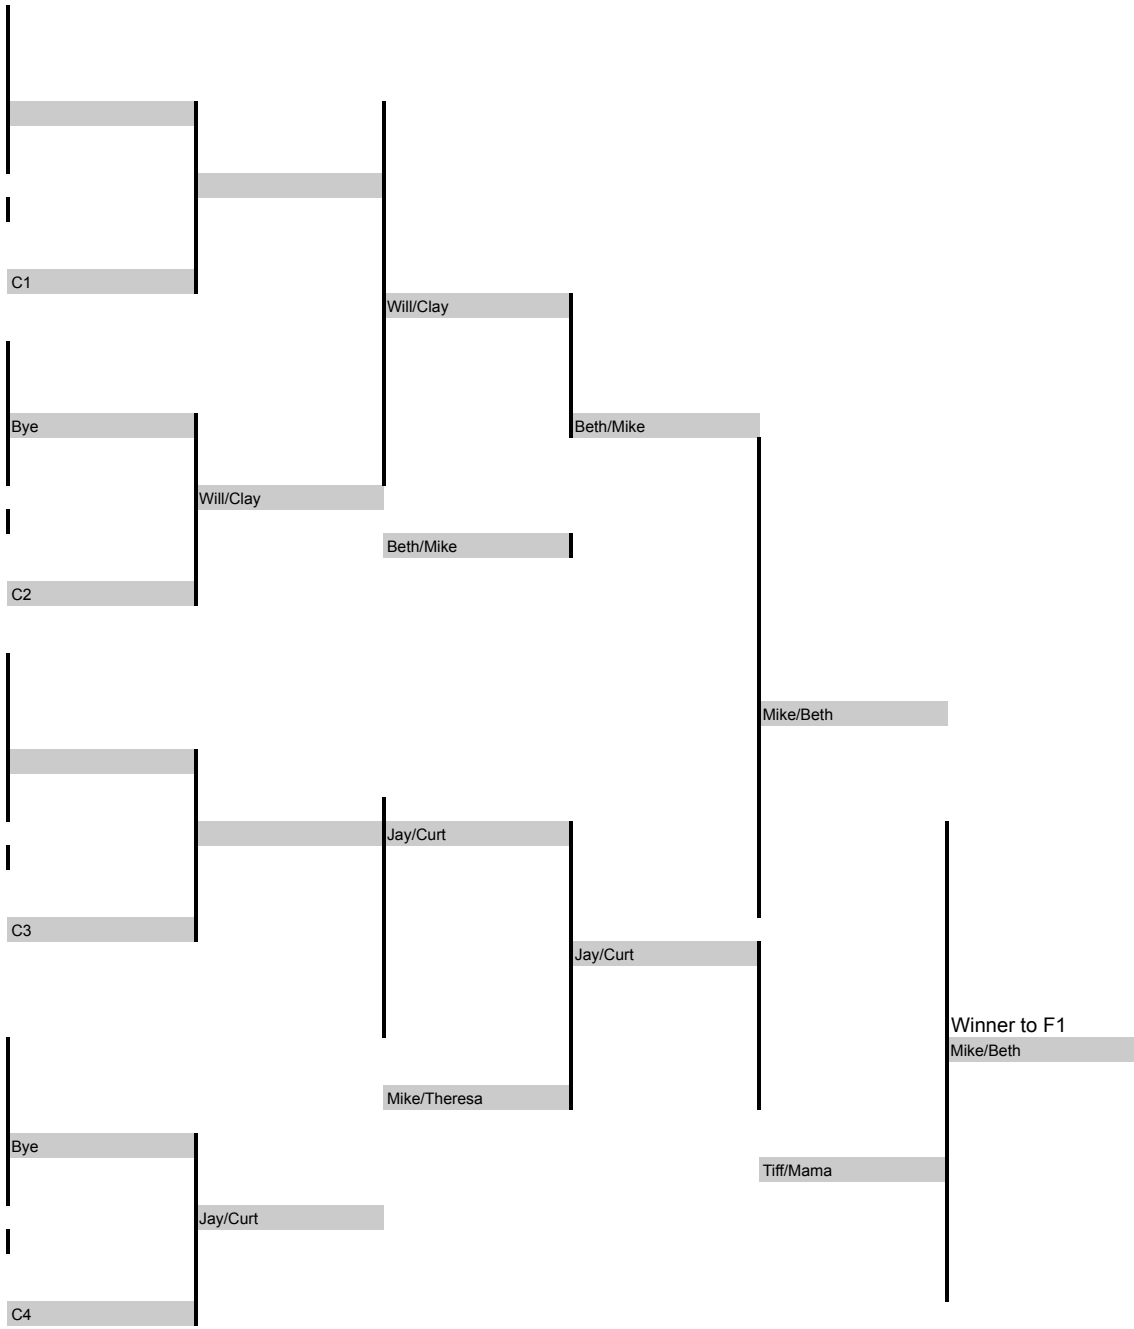 C1
Will/Clay
Bye
Beth/Mike
Will/Clay
Beth/Mike
C2
Mike/Beth
Jay/Curt
C3
Jay/Curt
Winner to F1
Mike/Beth
Mike/Theresa
Bye
Tiff/Mama
Jay/Curt
C4